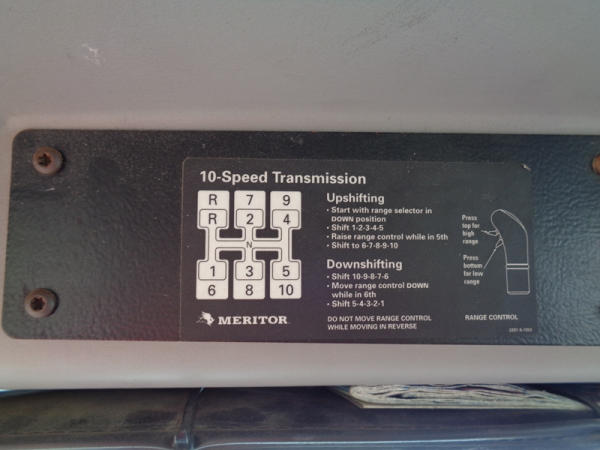 10-Speed Transmission
R 7 9
R 2 4
N
1 3 5
6 8 10
MERITOR
Upshifting
• Start with range selector in
DOWN position
• Shift 1-2-3-4-5
• Raise range control while in 5th
• Shift to 6-7-8-9-10
Downshifting
• Shift 10-9-8-7-6
• Move range control DOWN
while in 6th
• Shift 5-4-3-2-1
DO NOT MOVE RANGE CONTROL
WHILE MOVING IN REVERSE
Press
top for
high
range
Press
bottom
for low
range
RANGE CONTROL